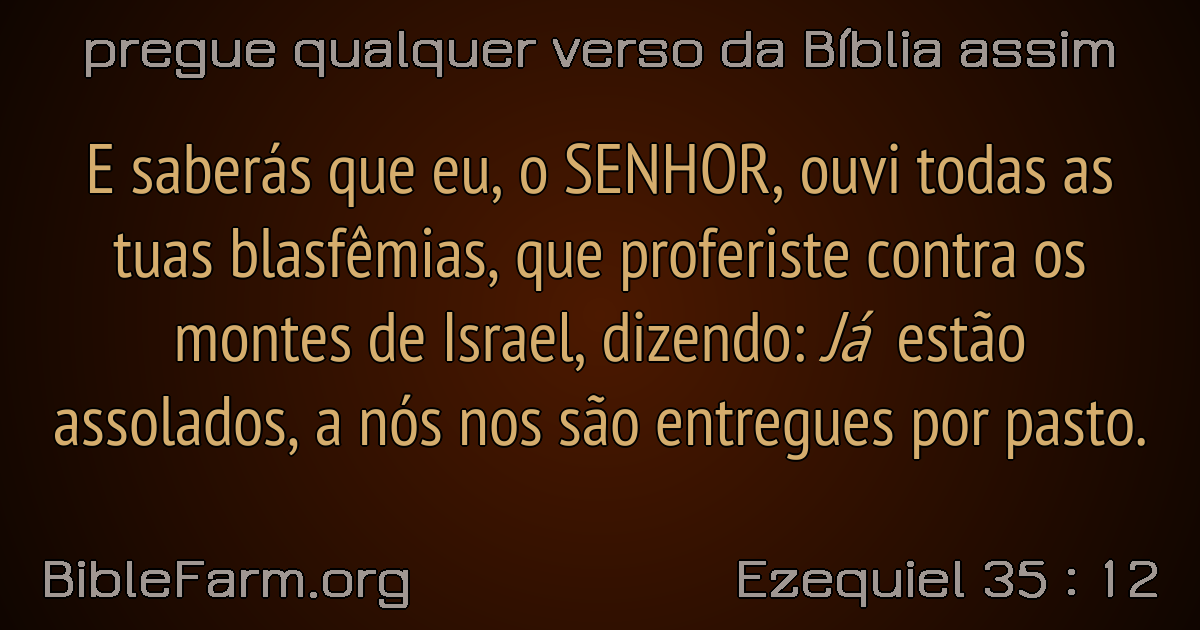 pregue qualquer verso da Bíblia assim
E saberás que eu, o SENHOR, ouvi todas as
tuas blasfêmias, que proferiste contra os
montes de Israel, dizendo: Já estão
assolados, a nós nos são entregues por pasto.
BibleFarm.org
Ezequiel 35 : 12